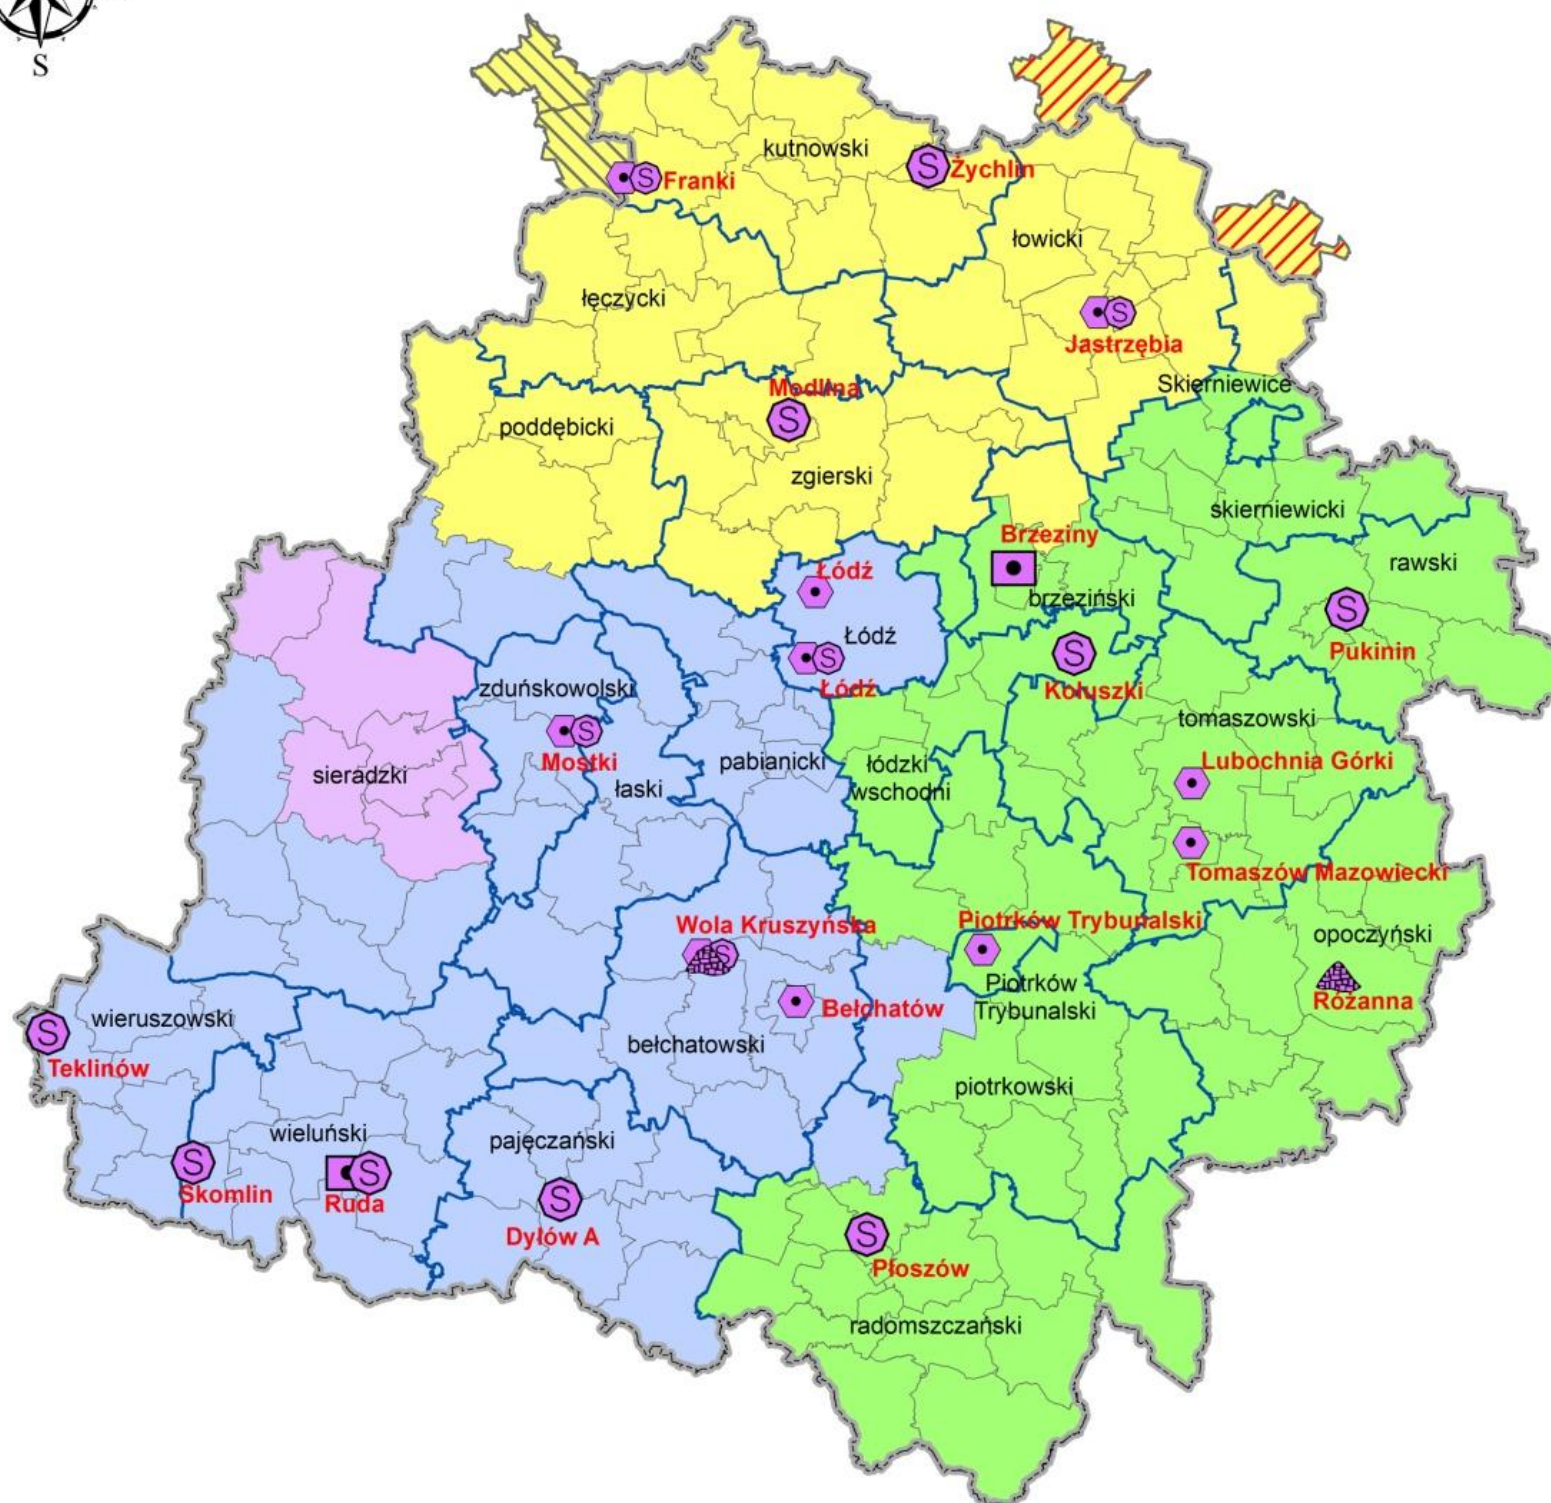 S
kutnowski
S
Żychlin
S
Franki
łowicki
łęczycki
S
Jastrzębia
Skierniewice
Modlina
S
poddębicki
zgierski
skierniewicki
Brzeziny
rawski
Łódź
brzeziński
S
Łódź
S
Pukinin
S
Łódź
Koluszki
zduńskowolski
tomaszowski
S
Mostki
pabianicki
łódzki
wschodni
Lubochnia Górki
sieradzki
łaski
Tomaszów Mazowiecki
Wola Kruszyńska
S
Piotrków Trybunalski
opoczyński
Piotrków
Trybunalski
Różanna
Bełchatów
wieruszowski
S
Teklinów
bełchatowski
piotrkowski
wieluński
pajęczański
S
Skomlin
S
Ruda
S
Dylów A
S
Płoszów
radomszczański